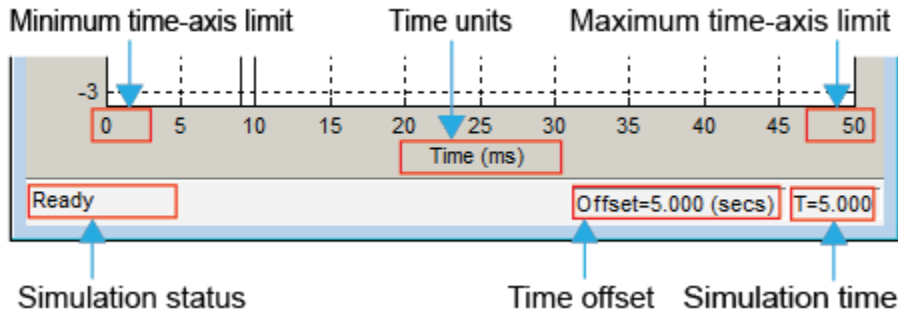 Minimum time-axis limit Time units Maximum time-axis limit
-3
0 5 10 15 20 25 30 35 40 45 50
Time (ms)
Ready Offset=5.000 (secs) T=5.000
Simulation status Time offset Simulation time